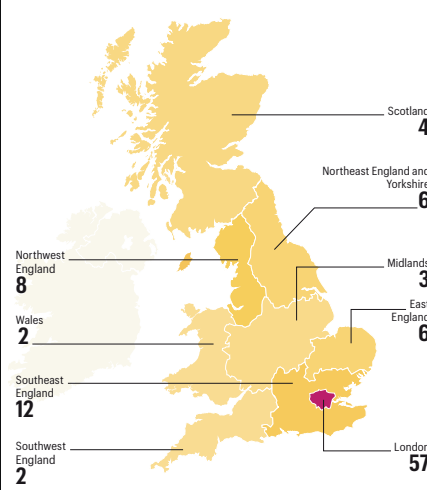 Scotland
4
Northeast England and
Yorkshire
6
Northwest
England
8
Midlands
3
East
England
6
Wales
2
Southeast
England
12
Southwest
England
2
London
57